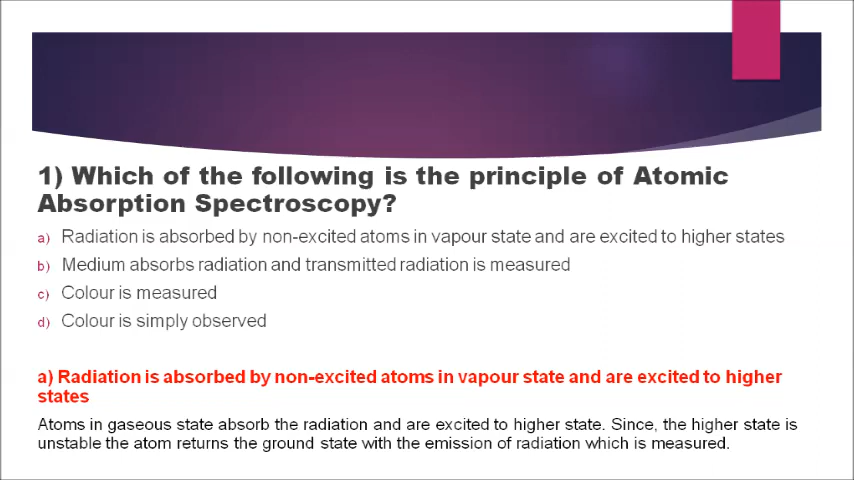 1) Which of the following is the principle of Atomic
Absorption Spectroscopy?
a) Radiation is absorbed by non-excited atoms in vapour state and are excited to higher states
b) Medium absorbs radiation and transmitted radiation is measured
c) Colour is measured
d) Colour is simply observed
a) Radiation is absorbed by non-excited atoms in vapour state and are excited to higher
states
Atoms in gaseous state absorb the radiation and are excited to higher state. Since, the higher state is
unstable the atom returns the ground state with the emission of radiation which is measured.